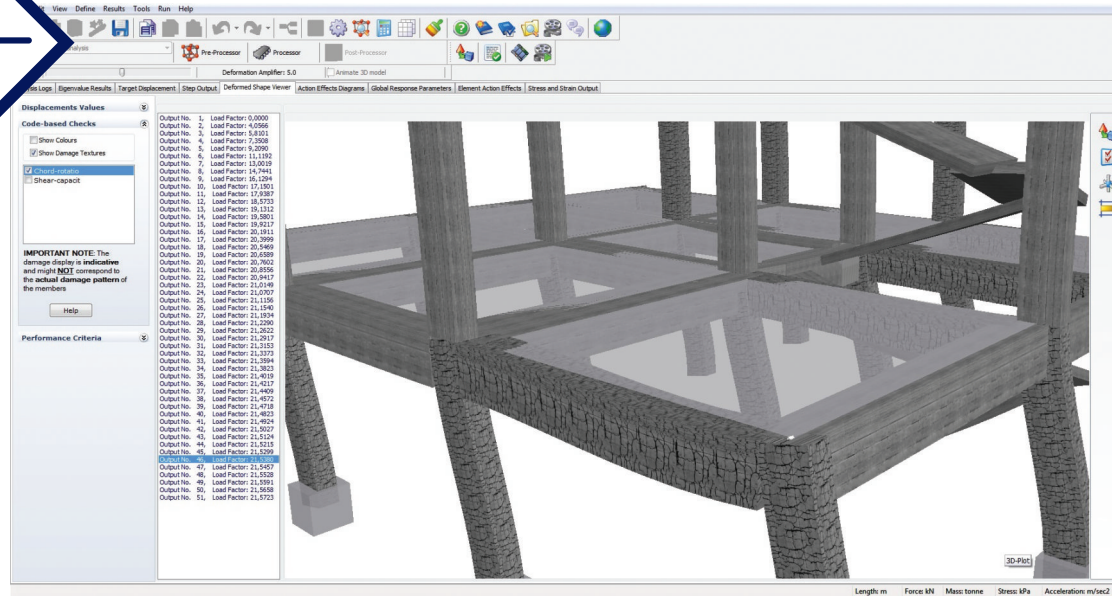 View Define Results Tools Run Help
Pre-Processor Processor Post-Processor
Deformation Amplifier: 5.0 Animate 3D model
Logs Eigenvalue Results Target Displacement Step Output Deformed Shape Viewer Action Effects Diagrams Global Response Parameters Element Action Effects Stress and Strain Output
Displacements Values
Code-based Checks
Show Colours
Show Damage Textures
Chord-rotatio
Shear-capacit
IMPORTANT NOTE: The
damage display is indicative
and might NOT correspond to
the actual damage pattern of
the members
Help
Performance Criteria
Output No. 1, Load Factor: 0,0000
Output No. 2, Load Factor: 4,0566
Output No. 3, Load Factor: 5,8101
Output No. 4, Load Factor: 7,3508
Output No. 5, Load Factor: 9,2090
Output No. 6, Load Factor: 11,1192
Output No. 7, Load Factor: 13,0019
Output No. 8, Load Factor: 14,7441
Output No. 9, Load Factor: 16,1294
Output No. 10, Load Factor: 17,1501
Output No. 11, Load Factor: 17,9387
Output No. 12, Load Factor: 18,5733
Output No. 13, Load Factor: 19,1312
Output No. 14, Load Factor: 19,5801
Output No. 15, Load Factor: 19,9217
Output No. 16, Load Factor: 20,1911
Output No. 17, Load Factor: 20,3999
Output No. 18, Load Factor: 20,5469
Output No. 19, Load Factor: 20,6589
Output No. 20, Load Factor: 20,7602
Output No. 21, Load Factor: 20,8556
Output No. 22, Load Factor: 20,9417
Output No. 23, Load Factor: 21,0149
Output No. 24, Load Factor: 21,0707
Output No. 25, Load Factor: 21,1156
Output No. 26, Load Factor: 21,1540
Output No. 27, Load Factor: 21,1934
Output No. 28, Load Factor: 21,2290
Output No. 29, Load Factor: 21,2622
Output No. 30, Load Factor: 21,2917
Output No. 31, Load Factor: 21,3153
Output No. 32, Load Factor: 21,3373
Output No. 33, Load Factor: 21,3594
Output No. 34, Load Factor: 21,3823
Output No. 35, Load Factor: 21,4019
Output No. 36, Load Factor: 21,4217
Output No. 37, Load Factor: 21,4409
Output No. 38, Load Factor: 21,4572
Output No. 39, Load Factor: 21,4718
Output No. 40, Load Factor: 21,4823
Output No. 41, Load Factor: 21,4924
Output No. 42, Load Factor: 21,5027
Output No. 43, Load Factor: 21,5124
Output No. 44, Load Factor: 21,5215
Output No. 45, Load Factor: 21,5299
Output No. 46, Load Factor: 21,5380
Output No. 47, Load Factor: 21,5457
Output No. 48, Load Factor: 21,5528
Output No. 49, Load Factor: 21,5591
Output No. 50, Load Factor: 21,5658
Output No. 51, Load Factor: 21,5723
3D-Plot
Length: m Force: kN Mass: tonne Stress: kPa Acceleration: m/sec2